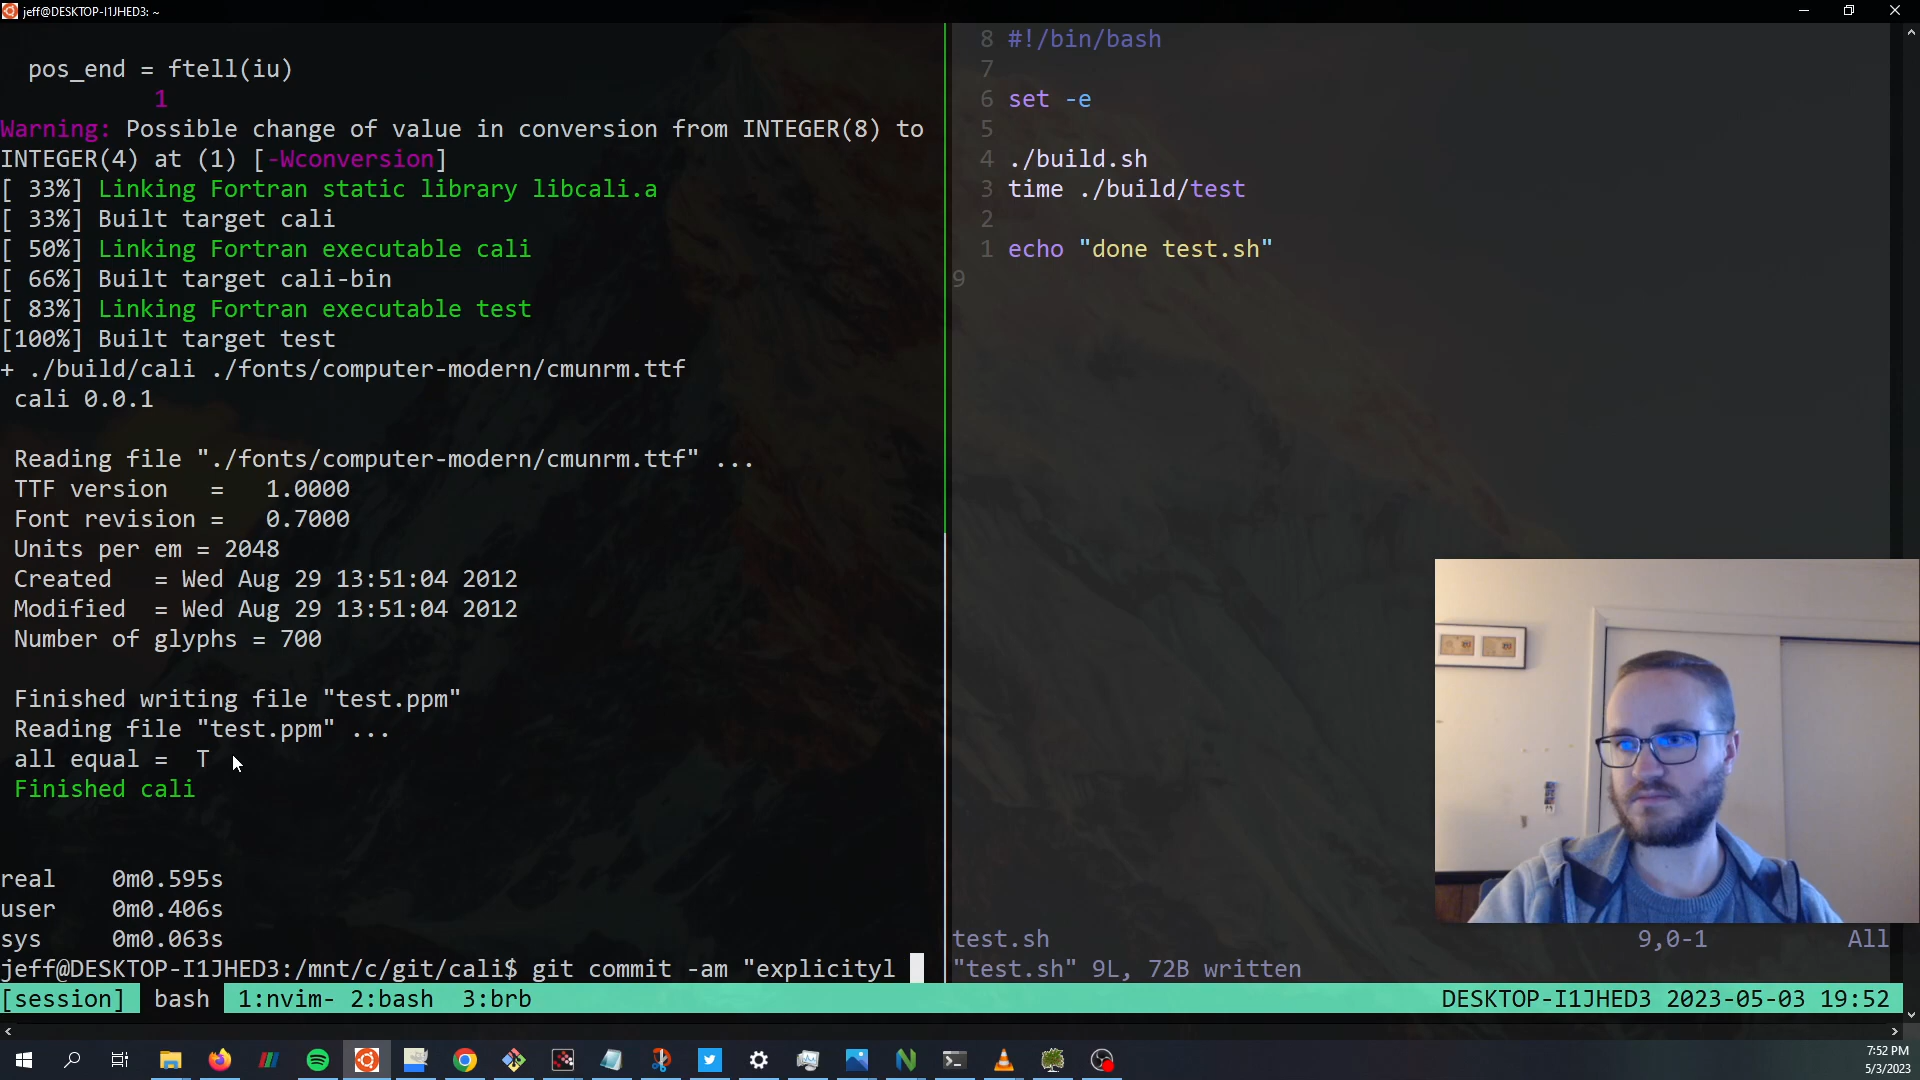 jeff@DESKTOP-I1JHED3: ~
pos_end = ftell(iu)
1
Warning: Possible change of value in conversion from INTEGER(8) to
INTEGER(4) at (1) [-Wconversion]
[ 33%] Linking Fortran static library libcali.a
[ 33%] Built target cali
[ 50%] Linking Fortran executable cali
[ 66%] Built target cali-bin
[ 83%] Linking Fortran executable test
[100%] Built target test
+ ./build/cali ./fonts/computer-modern/cmunrm.ttf
cali 0.0.1
Reading file "./fonts/computer-modern/cmunrm.ttf" ...
TTF version   =   1.0000
Font revision =   0.7000
Units per em = 2048
Created   = Wed Aug 29 13:51:04 2012
Modified  = Wed Aug 29 13:51:04 2012
Number of glyphs = 700
Finished writing file "test.ppm"
Reading file "test.ppm" ...
all equal =  T
Finished cali
real    0m0.595s
user    0m0.406s
sys     0m0.063s
jeff@DESKTOP-I1JHED3:/mnt/c/git/cali$ git commit -am "explicityl
8 #!/bin/bash
7
6 set -e
5
4 ./build.sh
3 time ./build/test
2
1 echo "done test.sh"
9
test.sh 9,0-1 All
"test.sh" 9L, 72B written
[session] bash 1:nvim- 2:bash  3:brb DESKTOP-I1JHED3 2023-05-03 19:52
7:52 PM
5/3/2023